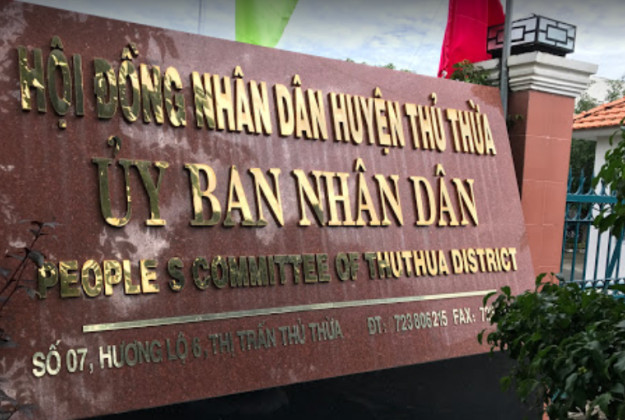 HỘI ĐỒNG NHÂN DÂN HUYỆN THỦ THỪA
ỦY BAN NHÂN DÂN
PEOPLE S COMMITTEE OF THUTHUA DISTRICT
SỐ 07, HƯƠNG LỘ 6, THỊ TRẤN THỦ THỪA ĐT: 723806215 FAX: